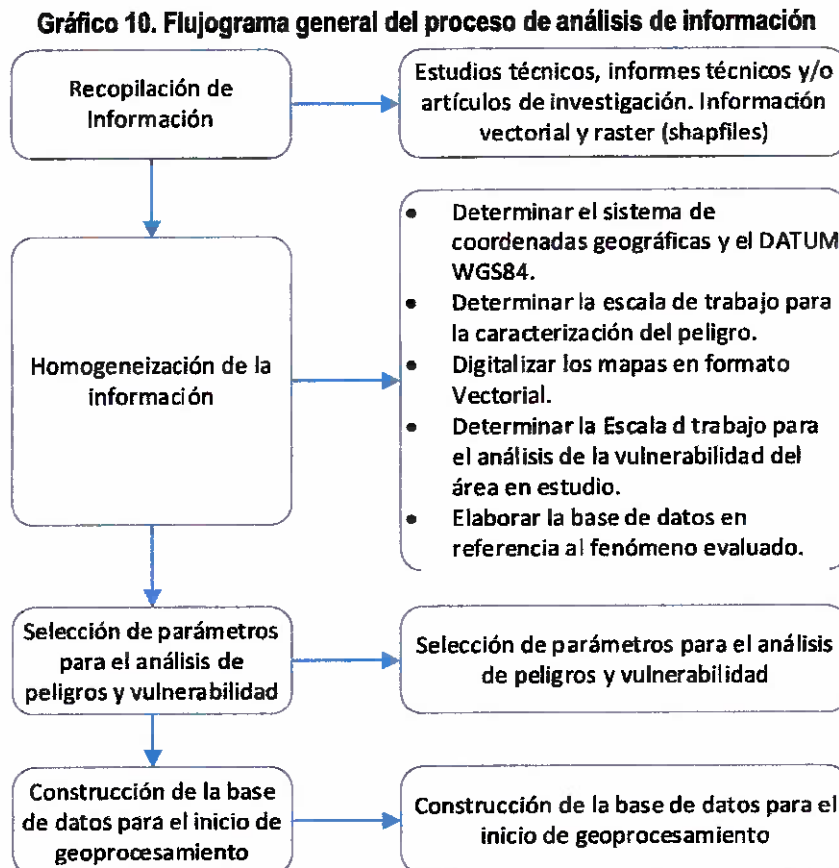 Gráfico 10. Flujograma general del proceso de análisis de información
Recopilación de
Información
Estudios técnicos, informes técnicos y/o
artículos de investigación. Información
vectorial y raster (shapfiles)
Homogeneización de la
información
• Determinar el sistema de
coordenadas geográficas y el DATUM
WGS84.
• Determinar la escala de trabajo para
la caracterización del peligro.
• Digitalizar los mapas en formato
Vectorial.
• Determinar la Escala d trabajo para
el análisis de la vulnerabilidad del
área en estudio.
• Elaborar la base de datos en
referencia al fenómeno evaluado.
Selección de parámetros
para el análisis de
peligros y vulnerabilidad
Selección de parámetros para el análisis
de peligros y vulnerabilidad
Construcción de la base
de datos para el inicio de
geoprocesamiento
Construcción de la base de datos para el
inicio de geoprocesamiento